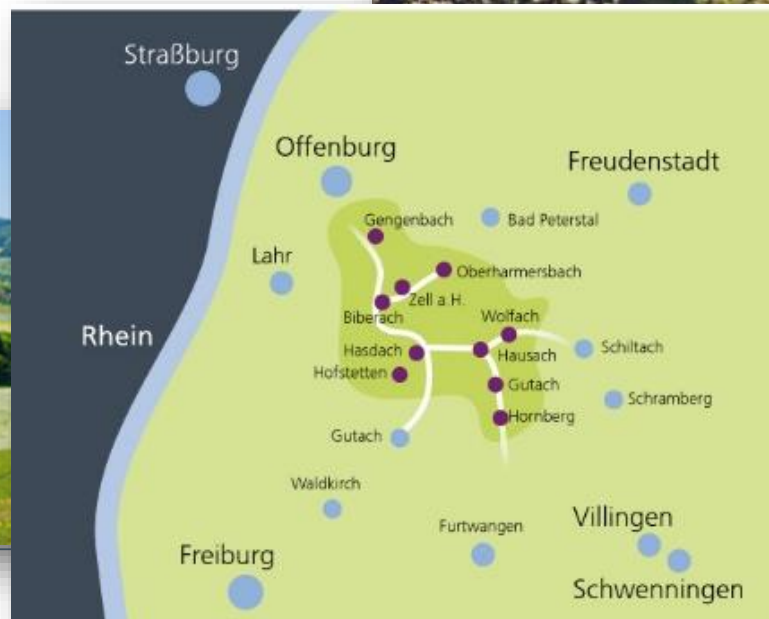 Straßburg
Offenburg
Freudenstadt
Gengenbach
Bad Peterstal
Lahr
Oberharmersbach
Zell a.H.
Biberach
Wolfach
Rhein
Hasdach
Hausach
Schiltach
Hofstetten
Gutach
Schramberg
Hornberg
Gutach
Waldkirch
Furtwangen
Villingen
Freiburg
Schwenningen